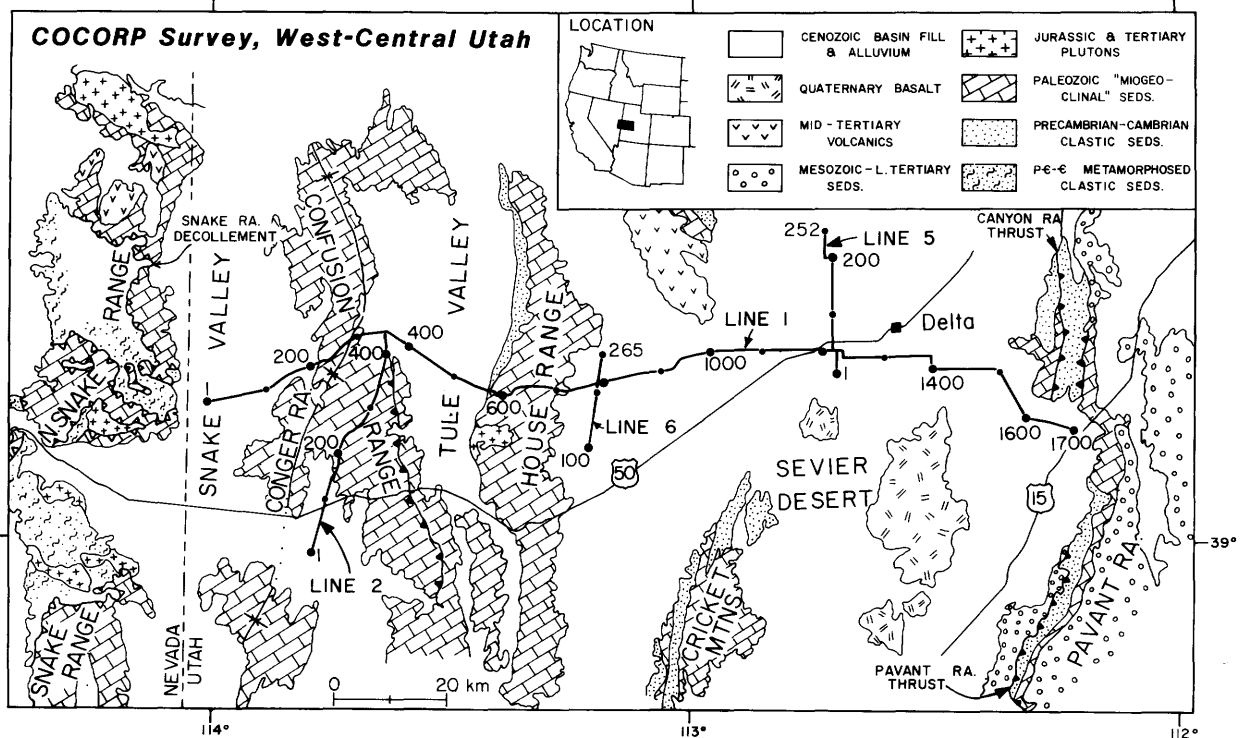 COCORP Survey, West-Central Utah
LOCATION
CENOZOIC BASIN FILL
& ALLUVIUM
QUATERNARY BASALT
MID-TERTIARY
VOLCANICS
MESOZOIC-L. TERTIARY
SEDS.
JURASSIC & TERTIARY
PLUTONS
PALEOZOIC "MIOGEO-
CLINAL" SEDS.
PRECAMBRIAN-CAMBRIAN
CLASTIC SEDS.
P€-€ METAMORPHOSED
CLASTIC SEDS.
SNAKE RA.
DECOLLEMENT
CANYON RA.
THRUST
N SNAKE RANGE
SNAKE VALLEY
CONFUSION RANGE
CONGER RA.
TULE VALLEY
HOUSE RANGE
252
LINE 5
200
Delta
LINE 1
200
400
400
600
265
1000
1
1400
1600
1700
LINE 6
100
200
1
LINE 2
50
SEVIER
DESERT
15
39°
SNAKE
RANGE
NEVADA
UTAH
0 20 km
CRICKET
MTNS.
PAVANT RA.
PAVANT RA.
THRUST
114°
113°
112°